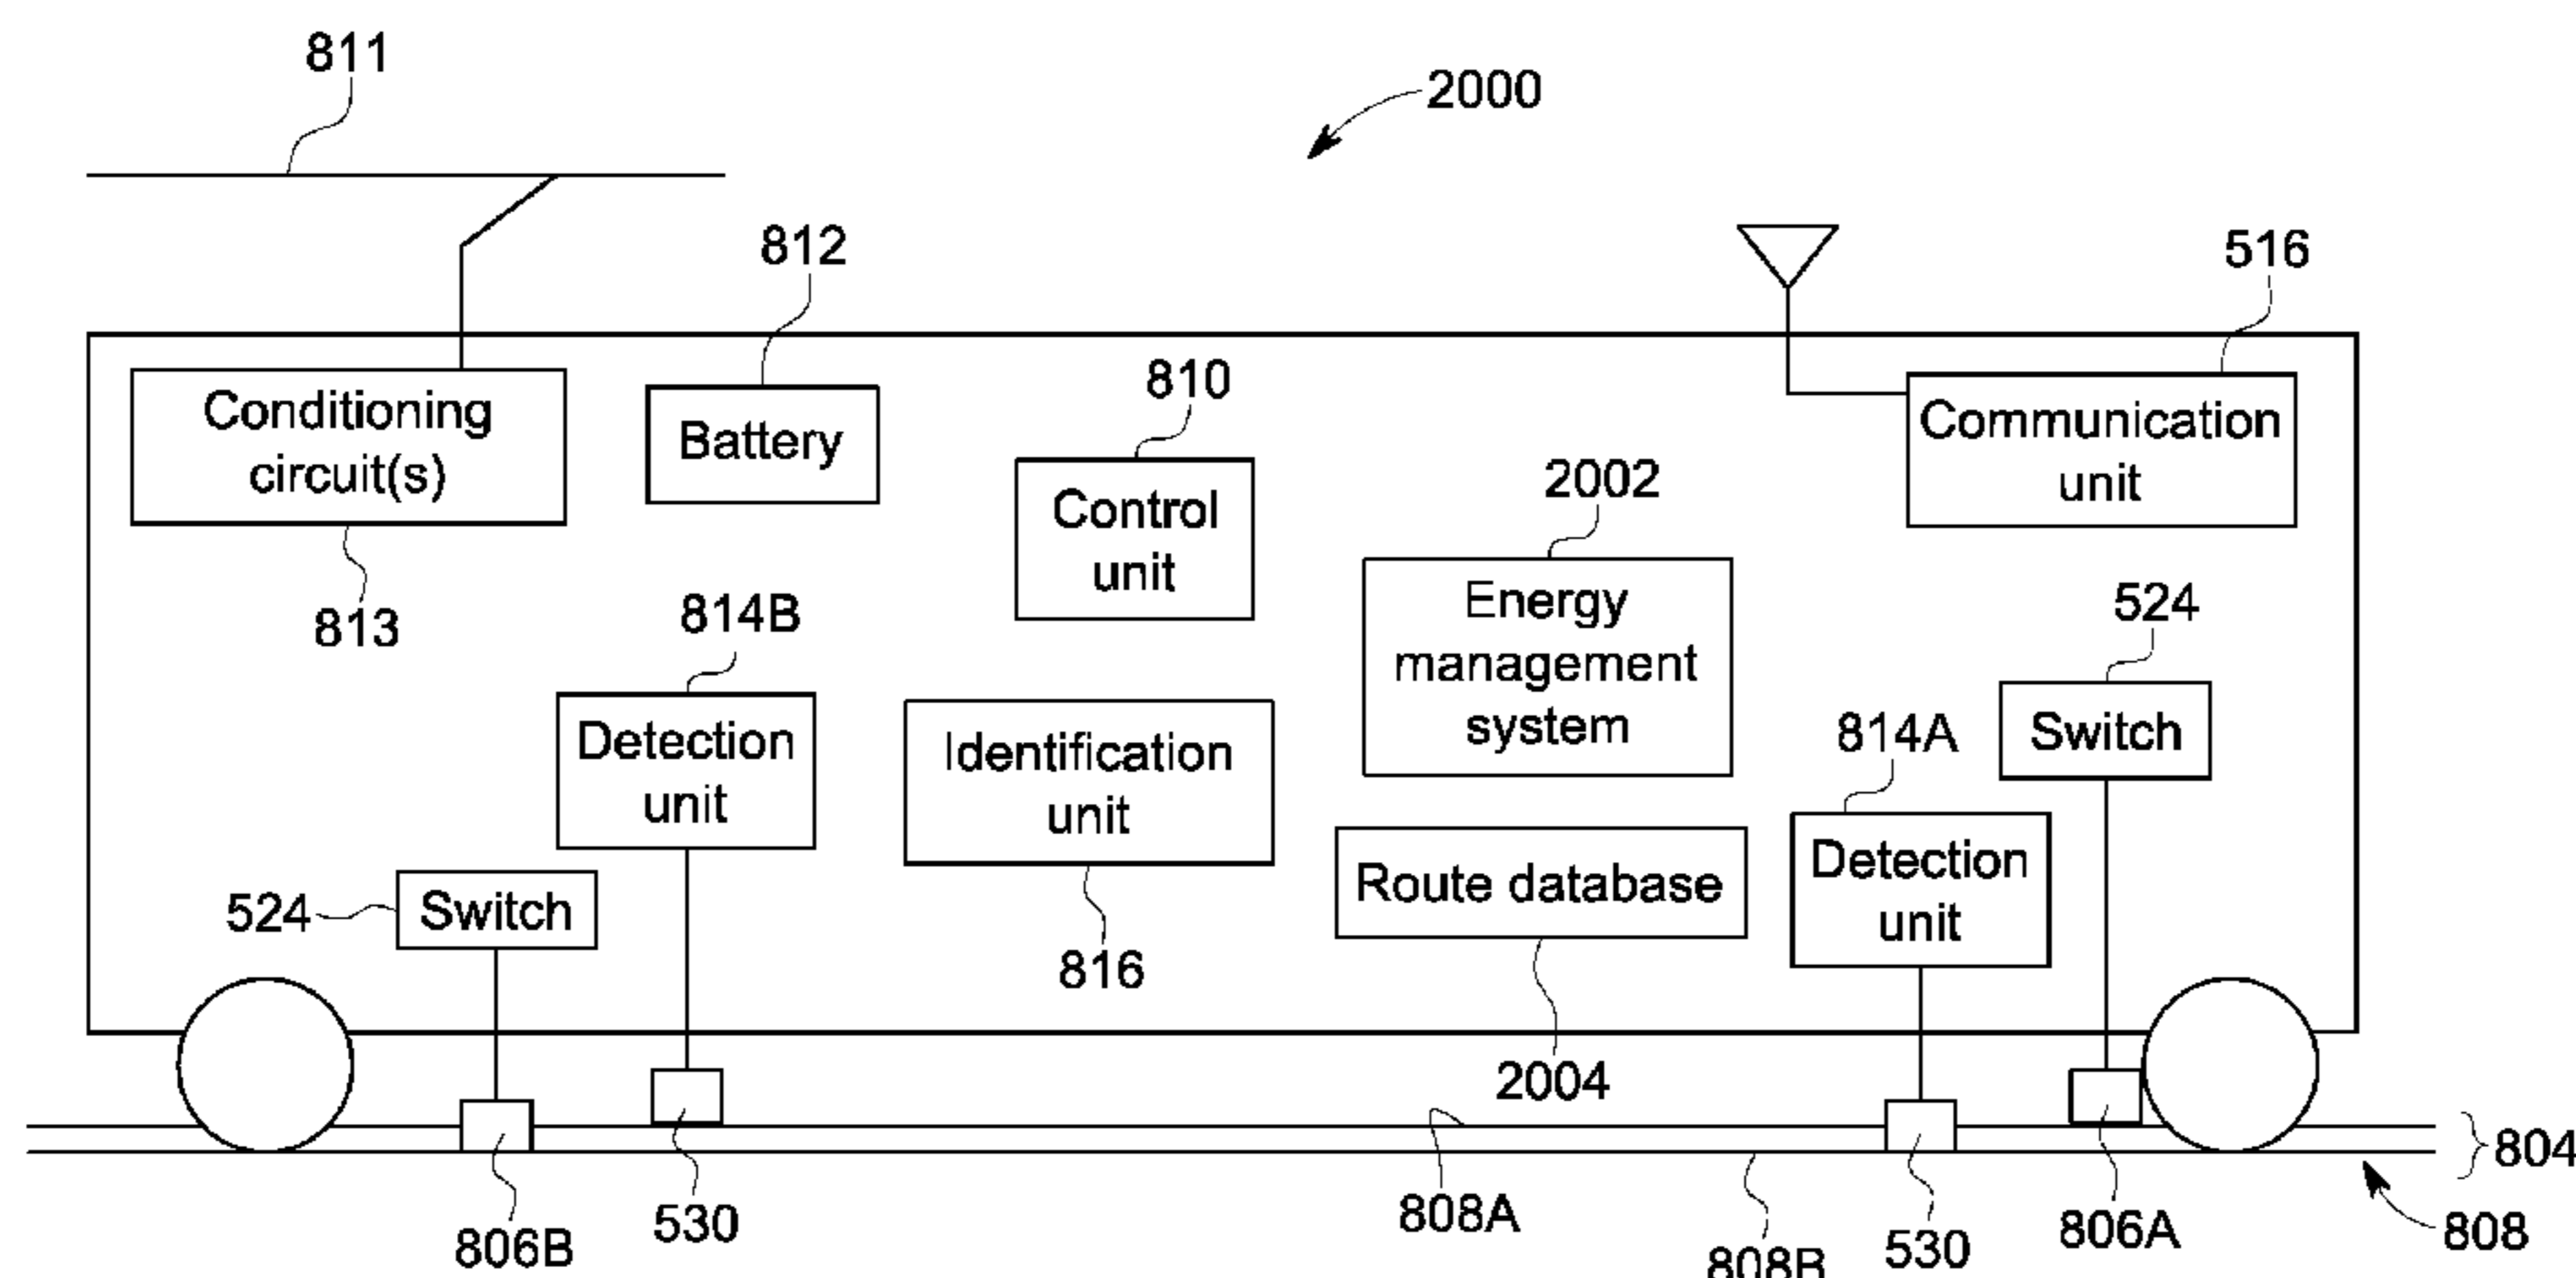 811
2000
812
516
810
Conditioning
circuit(s)
Battery
Communication
unit
2002
Control
unit
813
814B
Energy
management
system
524
814A
Switch
Detection
unit
Identification
unit
Detection
unit
Route database
524
Switch
816
2004
804
806B
530
808A
808B
530
806A
808